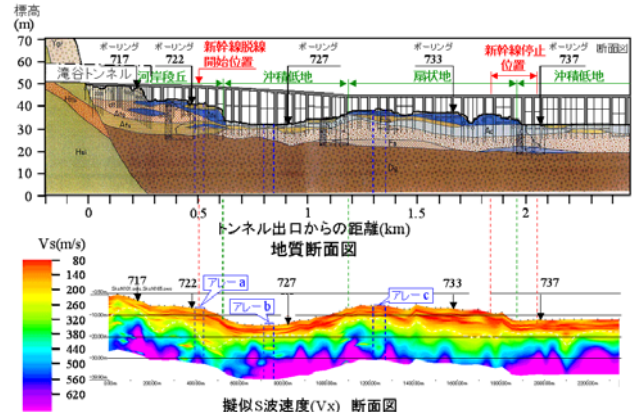 標高
(m)
70
60
50
40
30
20
10
0
ボーリング
717
ボーリング
722
新幹線脱線
開始位置
ボーリング
727
ボーリング
733
新幹線停止
位置
ボーリング
737
断面図
滝谷トンネル
河岸段丘
沖積低地
扇状地
沖積低地
0
0.5
1
1.5
2
トンネル出口からの距離(km)
地質断面図
Vs(m/s)
80
140
200
260
320
380
440
500
560
620
717
722
アレーa
アレーb
727
アレーc
733
737
擬似S波速度(Vx) 断面図